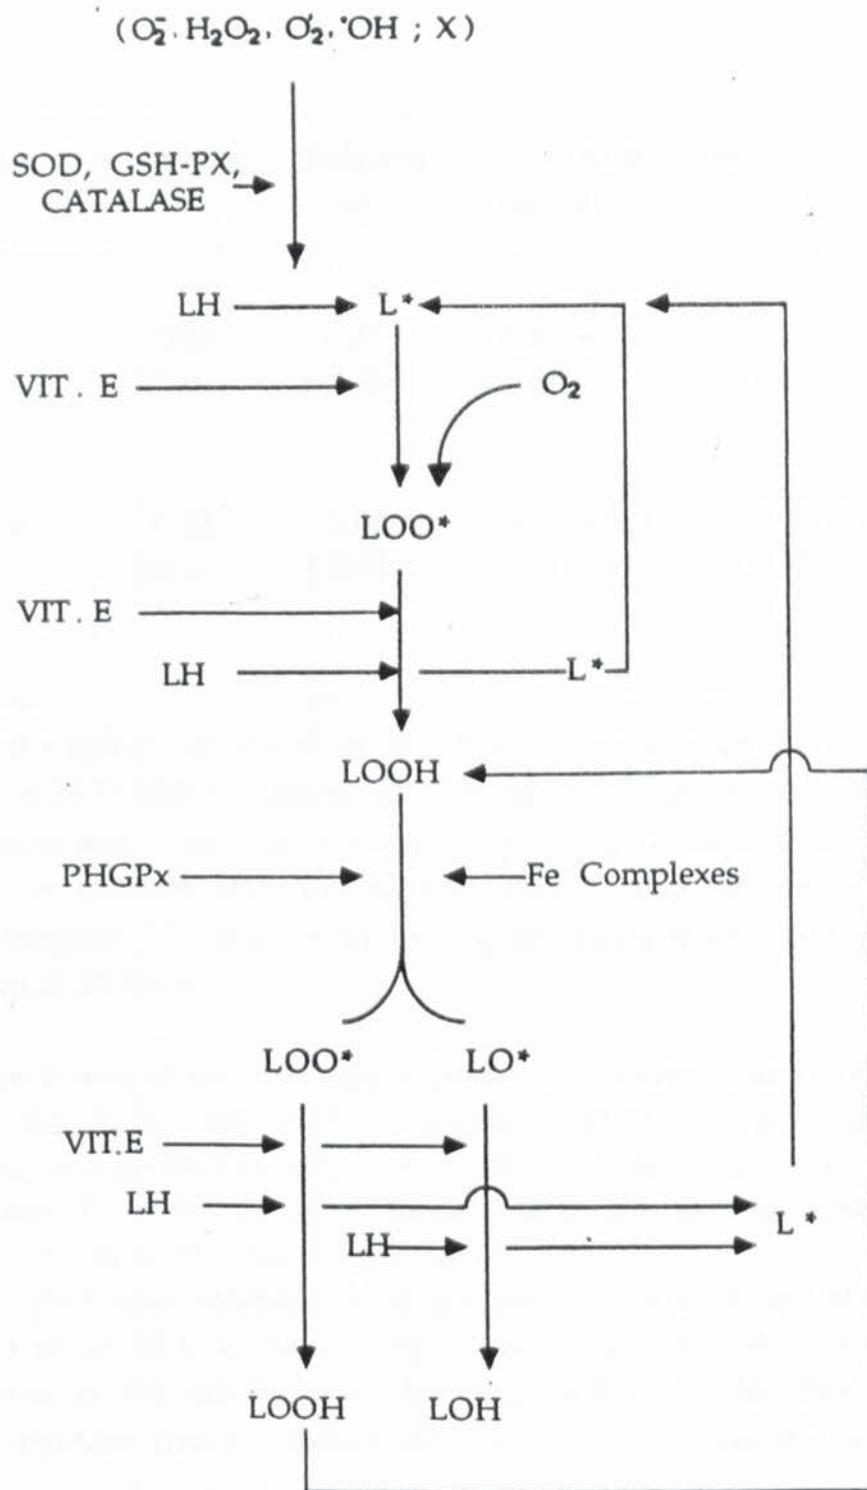 (O₂⁻. H₂O₂, O₂', ˙OH ; X)
SOD, GSH-PX,
CATALASE
LH L*
VIT. E O₂
LOO*
VIT. E
LH L*
LOOH
PHGPx Fe Complexes
LOO* LO*
VIT.E
LH
L*
LH
LOOH LOH